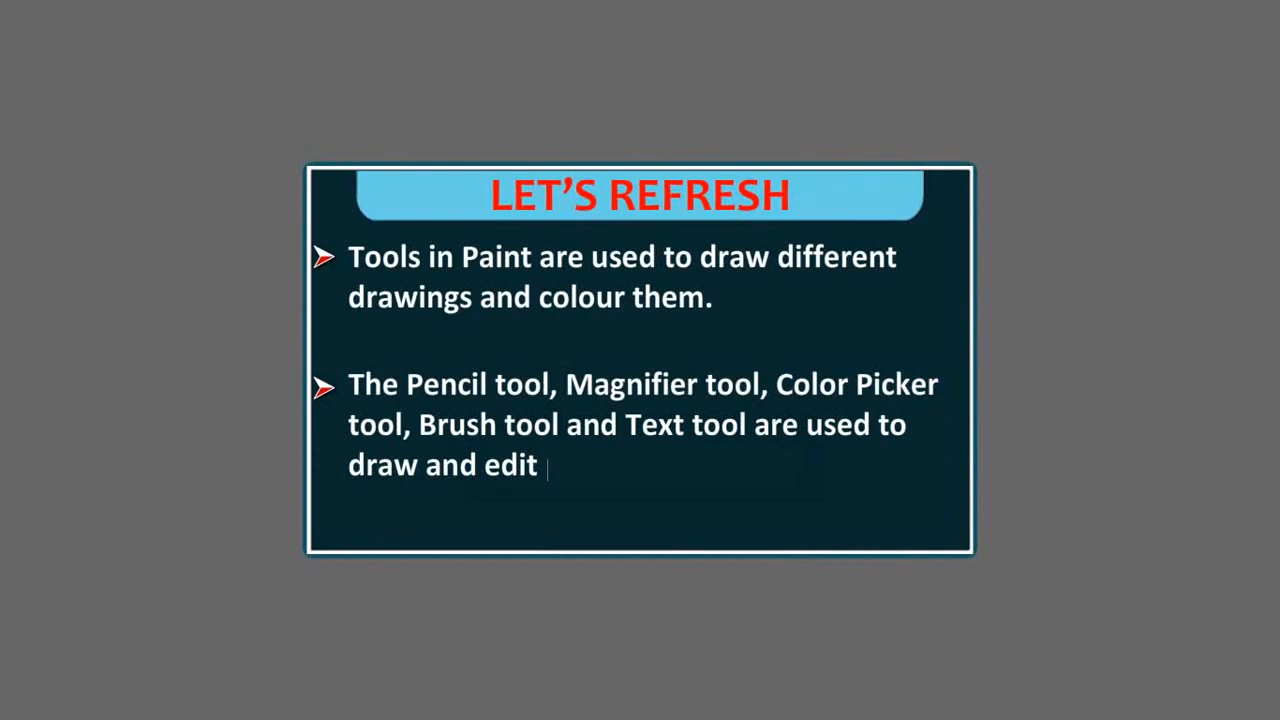 LET’S REFRESH
Tools in Paint are used to draw different
drawings and colour them.
The Pencil tool, Magnifier tool, Color Picker
tool, Brush tool and Text tool are used to
draw and edit